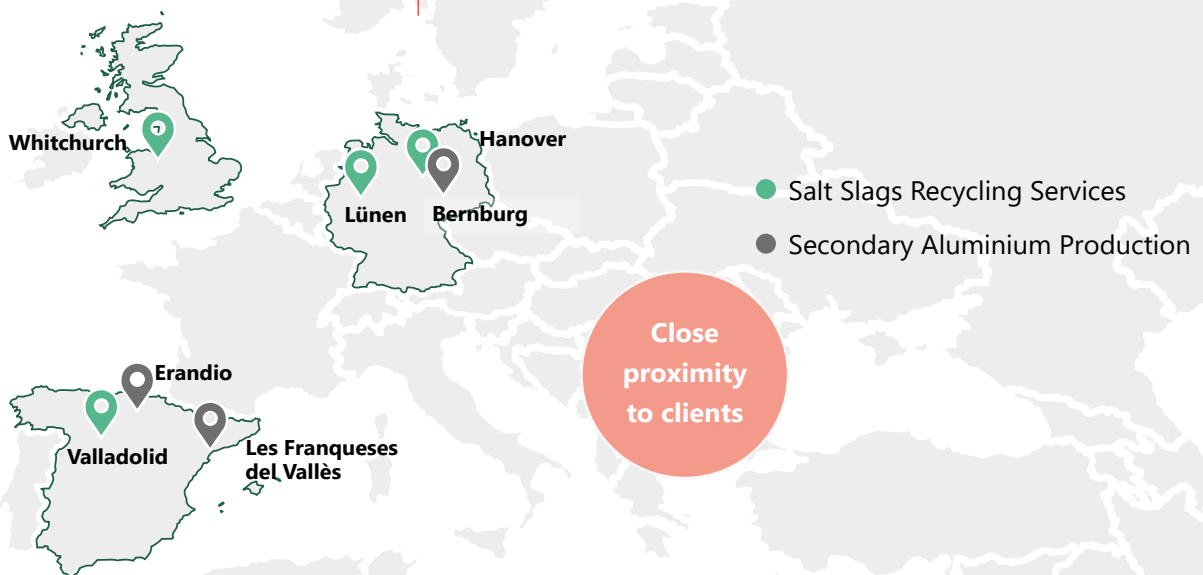 Whitchurch
Hanover
Lünen
Bernburg
Salt Slags Recycling Services
Secondary Aluminium Production
Close
proximity
to clients
Erandio
Valladolid
Les Franqueses
del Vallès